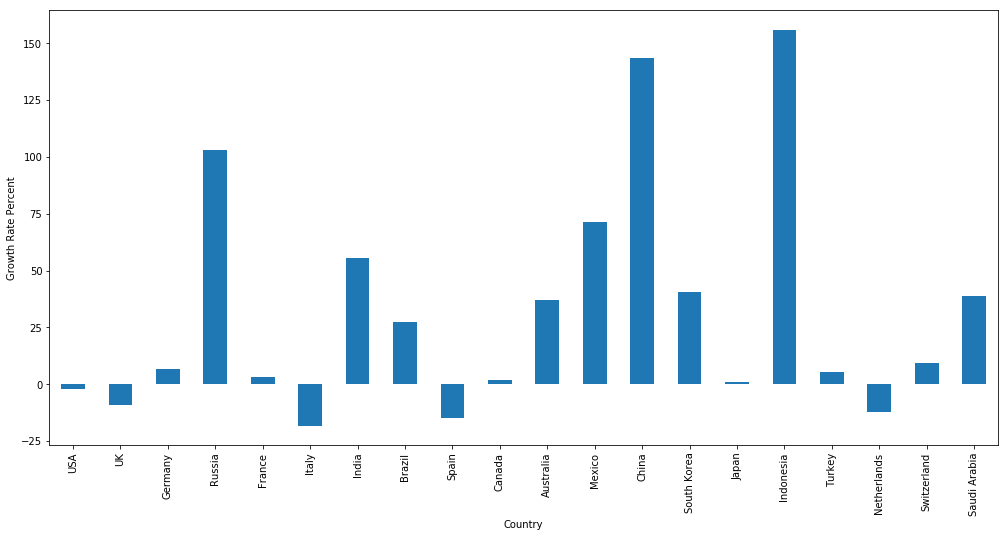 Growth Rate Percent
150
125
100
75
50
25
0
−25
USA
UK
Germany
Russia
France
Italy
India
Brazil
Spain
Canada
Australia
Mexico
China
South Korea
Japan
Indonesia
Turkey
Netherlands
Switzerland
Saudi Arabia
Country